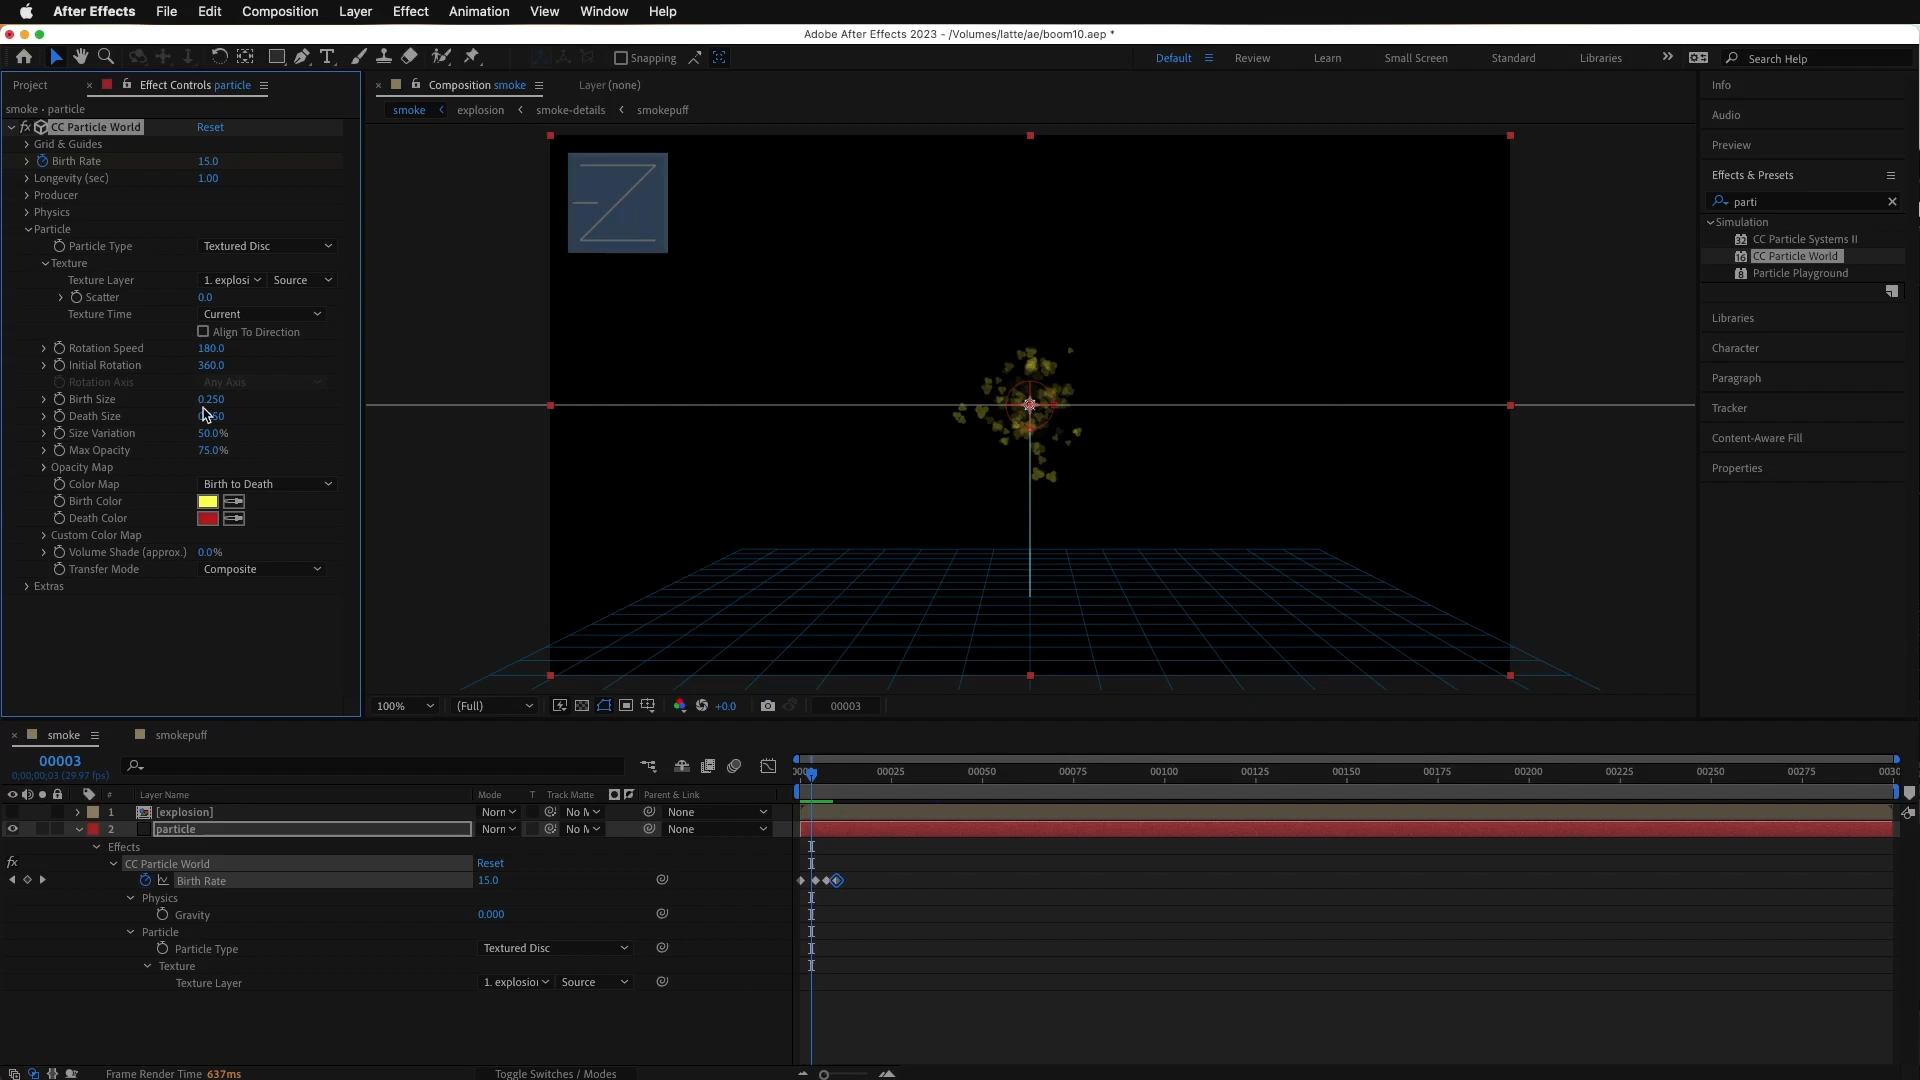 After Effects File Edit Composition Layer Effect Animation View Window Help
Adobe After Effects 2023 - /Volumes/latte/ae/boom10.aep *
Snapping Default Review Learn Small Screen Standard Libraries Search Help
Project Effect Controls particle
smoke • particle
fx CC Particle World Reset
Grid & Guides
Birth Rate 15.0
Longevity (sec) 1.00
Producer
Physics
Particle
Particle Type Textured Disc
Texture
Texture Layer 1. explosi Source
Scatter 0.0
Texture Time Current
Align To Direction
Rotation Speed 180.0
Initial Rotation 360.0
Rotation Axis Any Axis
Birth Size 0.250
Death Size
Size Variation 50.0%
Max Opacity 75.0%
Opacity Map
Color Map Birth to Death
Birth Color
Death Color
Custom Color Map
Volume Shade (approx.) 0.0%
Transfer Mode Composite
Extras
Composition smoke Layer (none)
smoke explosion smoke-details smokepuff
100% (Full) +0.0 00003
Info
Audio
Preview
Effects & Presets
parti
Simulation
32 CC Particle Systems II
16 CC Particle World
8 Particle Playground
Libraries
Character
Paragraph
Tracker
Content-Aware Fill
Properties
smoke smokepuff
00003
0;00;00;03 (29.97 fps)
00025 00050 00075 00100 00125 00150 00175 00200 00225 00250 00275
# Layer Name Mode T Track Matte Parent & Link
1 [explosion] Norn No M None
2 particle Norn No M None
Effects
fx CC Particle World Reset
Birth Rate 15.0
Physics
Gravity 0.000
Particle
Particle Type Textured Disc
Texture
Texture Layer 1. explosion Source
Frame Render Time 637ms Toggle Switches / Modes